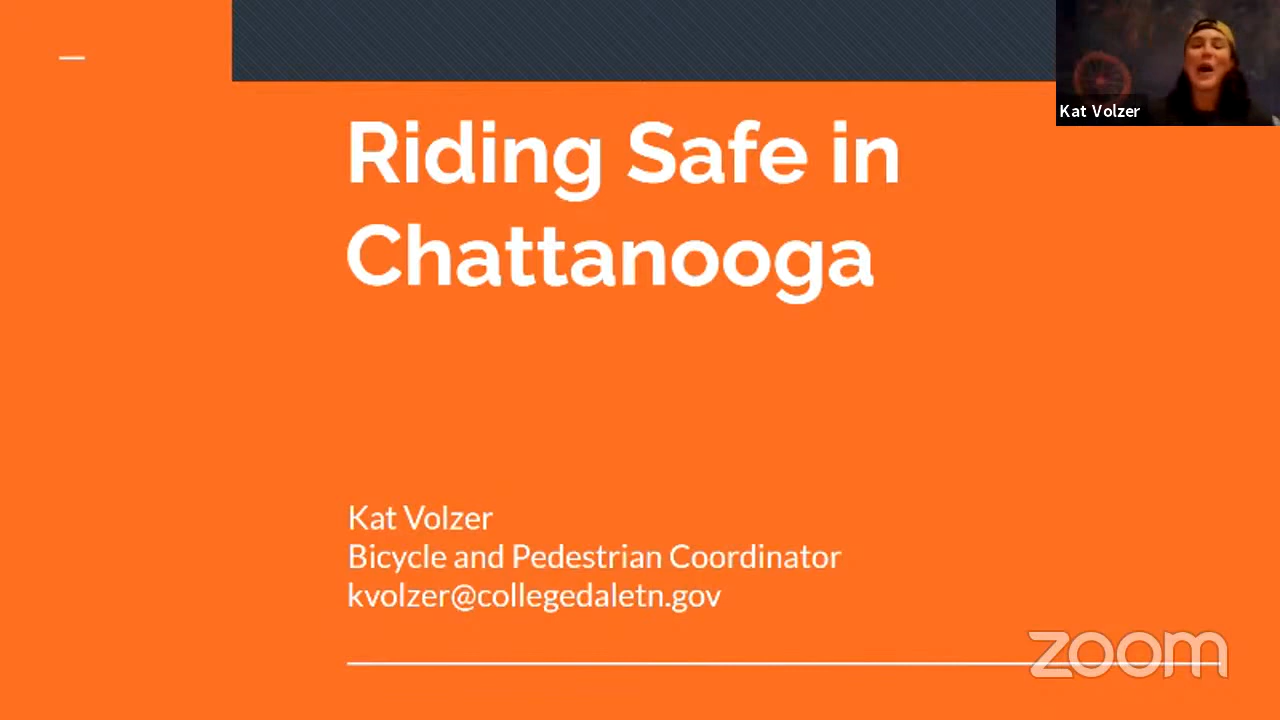 Kat Volzer
Riding Safe in
Chattanooga
Kat Volzer
Bicycle and Pedestrian Coordinator
kvolzer@collegedaletn.gov
zoom